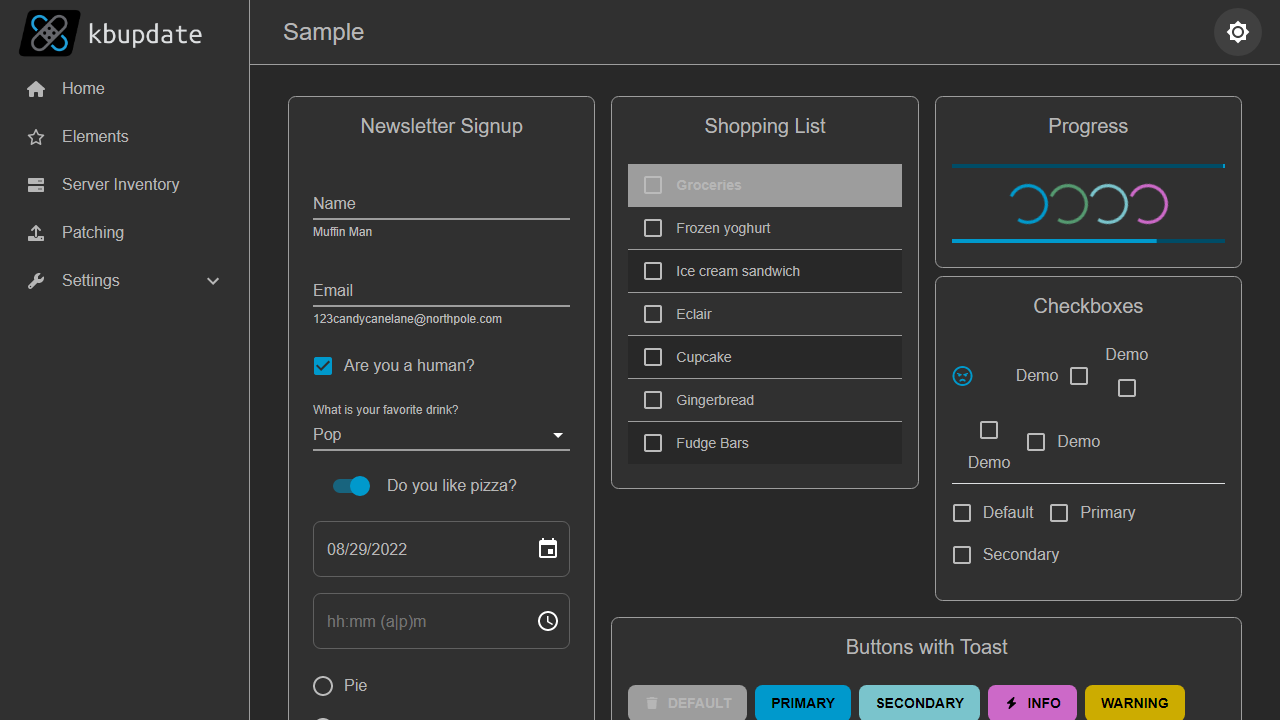 kbupdate
Home
Elements
Server Inventory
Patching
Settings
Sample
Newsletter Signup
Name
Muffin Man
Email
123candycanelane@northpole.com
Are you a human?
What is your favorite drink?
Pop
Do you like pizza?
08/29/2022
hh:mm (a|p)m
Pie
Shopping List
Groceries
Frozen yoghurt
Ice cream sandwich
Eclair
Cupcake
Gingerbread
Fudge Bars
Progress
Checkboxes
Demo
Demo
Demo
Demo
Default Primary
Secondary
Buttons with Toast
DEFAULT PRIMARY SECONDARY INFO WARNING